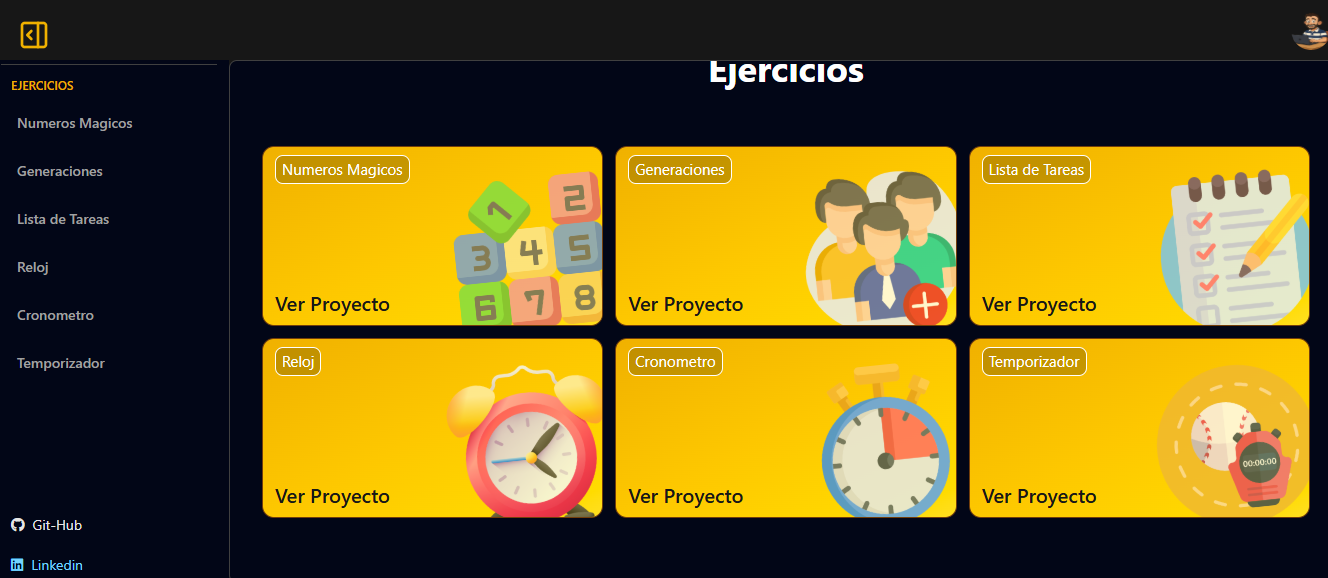 EJERCICIOS
Numeros Magicos
Generaciones
Lista de Tareas
Reloj
Cronometro
Temporizador
Git-Hub
Linkedin
Ejercicios
Numeros Magicos
1
2
3
4
5
6
7
8
Ver Proyecto
Generaciones
Ver Proyecto
Lista de Tareas
Ver Proyecto
Reloj
Ver Proyecto
Cronometro
Ver Proyecto
Temporizador
00:00:00
Ver Proyecto